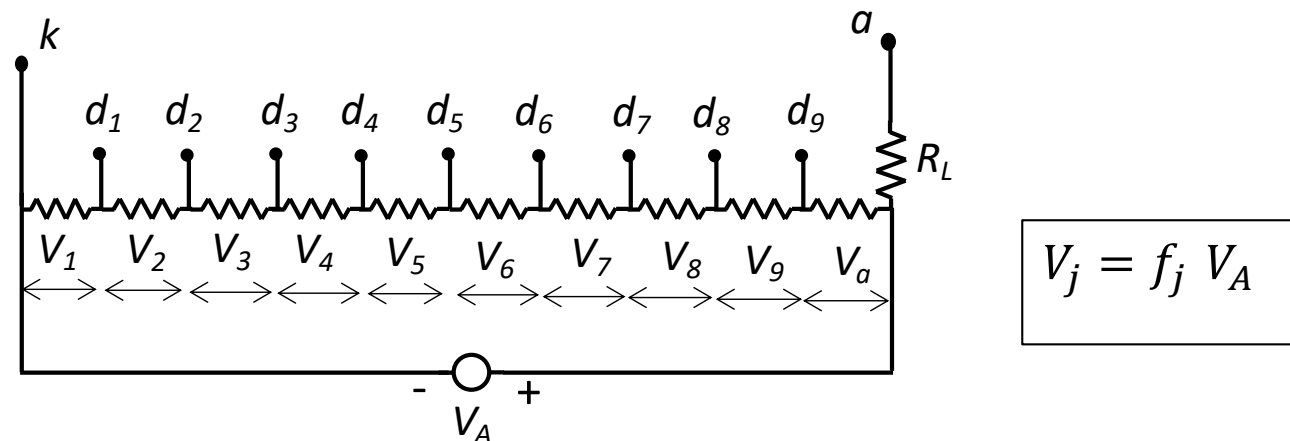 k
a
d1 d2 d3 d4 d5 d6 d7 d8 d9
RL
V1 V2 V3 V4 V5 V6 V7 V8 V9 Va
Vj = fj VA
- +
VA